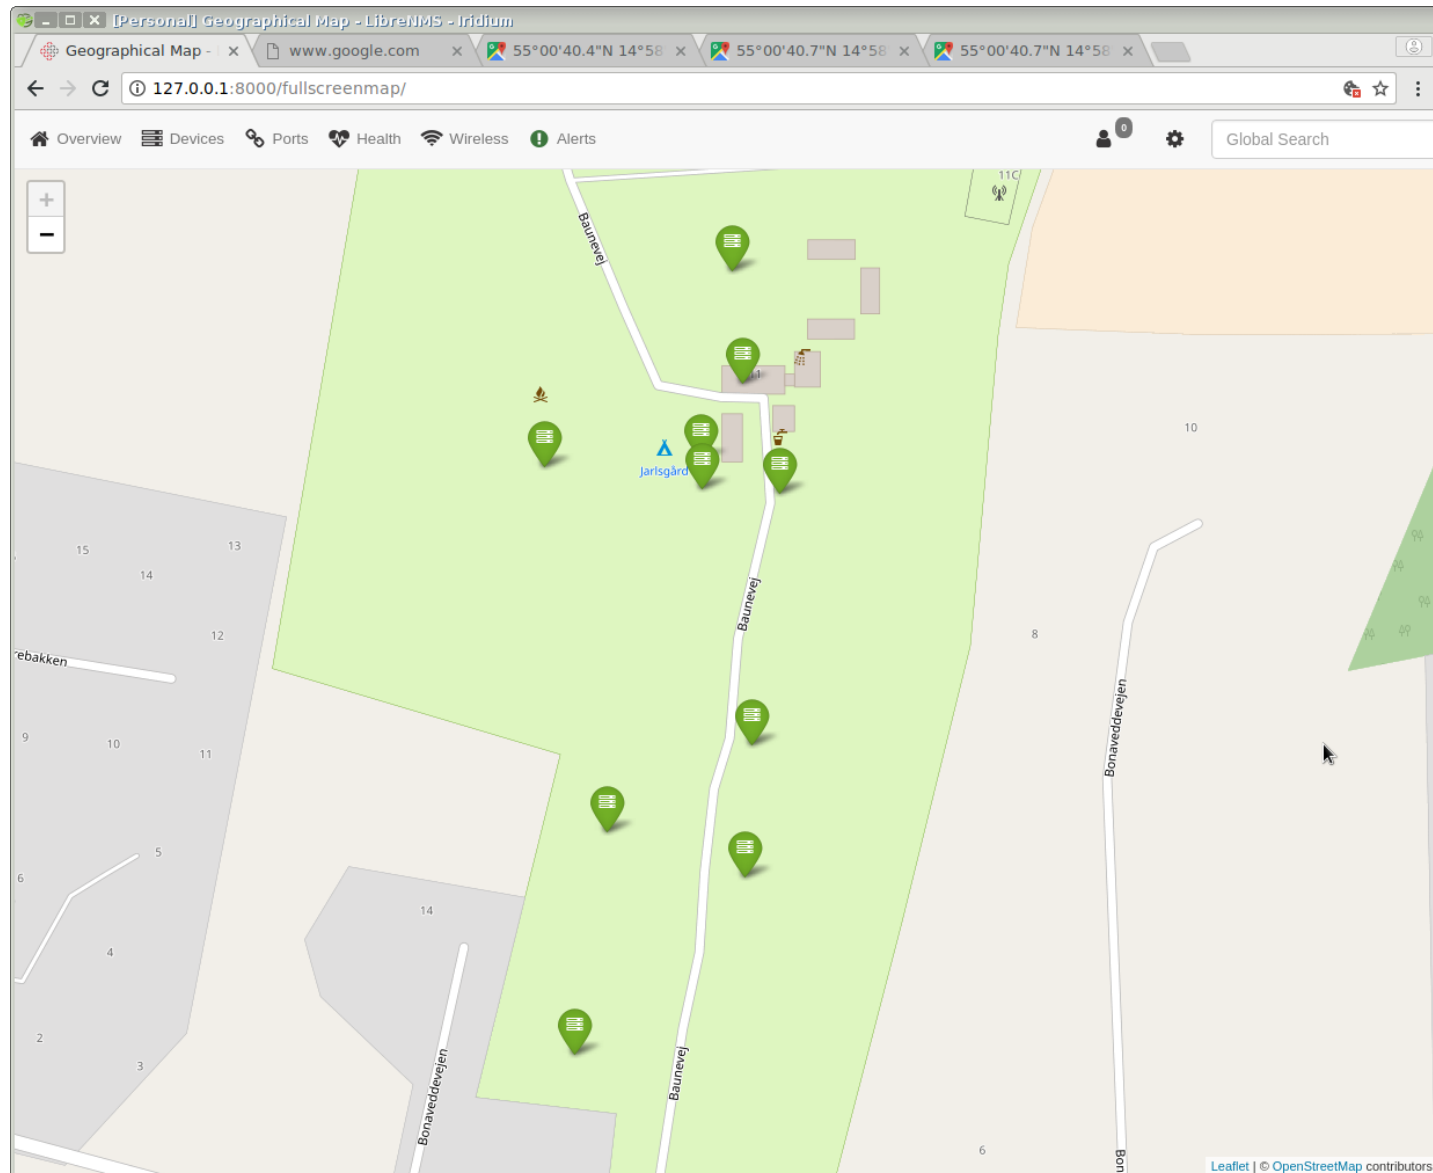 [Personal] Geographical Map - LibreNMS - Iridium
Geographical Map -
www.google.com
55°00'40.4"N 14°58
55°00'40.7"N 14°58
55°00'40.7"N 14°58
127.0.0.1:8000/fullscreenmap/
Overview
Devices
Ports
Health
Wireless
Alerts
0
Global Search
+
−
11C
Baunevej
Jarlsgård
10
15
13
14
12
8
ebakken
Baunevej
9
10
11
Bonaveddevejen
5
6
14
4
2
3
Baunevej
Bonaveddevejen
6
Bon
Leaflet | © OpenStreetMap contributors